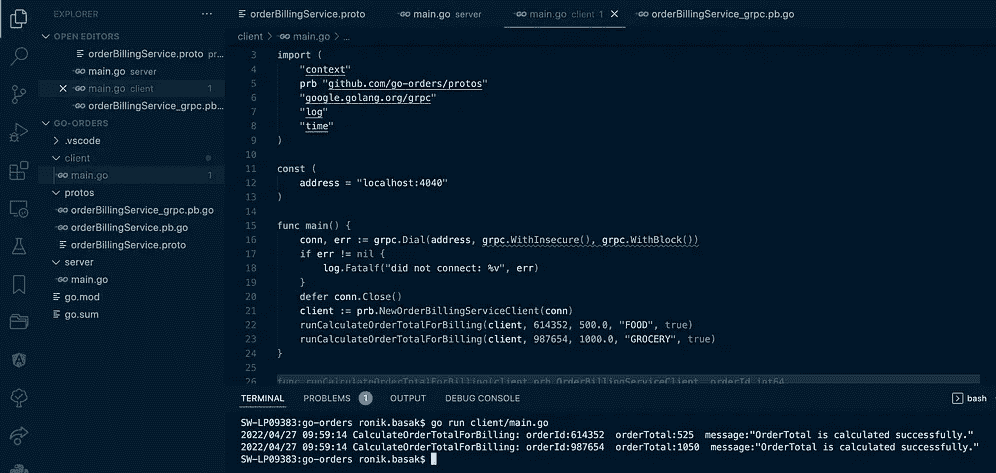 EXPLORER
OPEN EDITORS
orderBillingService.proto pr...
main.go server
main.go client 1
orderBillingService_grpc.pb...
GO-ORDERS
.vscode
client
main.go 1
protos
orderBillingService_grpc.pb.go
orderBillingService.pb.go
orderBillingService.proto
server
main.go
go.mod
go.sum
orderBillingService.proto main.go server main.go client 1 orderBillingService_grpc.pb.go
client > main.go > ...
3 import (
4 "context"
5 prb "github.com/go-orders/protos"
6 "google.golang.org/grpc"
7 "log"
8 "time"
9 )
10
11 const (
12 address = "localhost:4040"
13 )
14
15 func main() {
16 conn, err := grpc.Dial(address, grpc.WithInsecure(), grpc.WithBlock())
17 if err != nil {
18 log.Fatalf("did not connect: %v", err)
19 }
20 defer conn.Close()
21 client := prb.NewOrderBillingServiceClient(conn)
22 runCalculateOrderTotalForBilling(client, 614352, 500.0, "FOOD", true)
23 runCalculateOrderTotalForBilling(client, 987654, 1000.0, "GROCERY", true)
24 }
25
26 func runCalculateOrderTotalForBilling(client prb.OrderBillingServiceClient, orderId int64,
TERMINAL PROBLEMS 1 OUTPUT DEBUG CONSOLE bash
SW-LP09383:go-orders ronik.basak$ go run client/main.go
2022/04/27 09:59:14 CalculateOrderTotalForBilling: orderId:614352 orderTotal:525 message:"OrderTotal is calculated successfully."
2022/04/27 09:59:14 CalculateOrderTotalForBilling: orderId:987654 orderTotal:1050 message:"OrderTotal is calculated successfully."
SW-LP09383:go-orders ronik.basak$